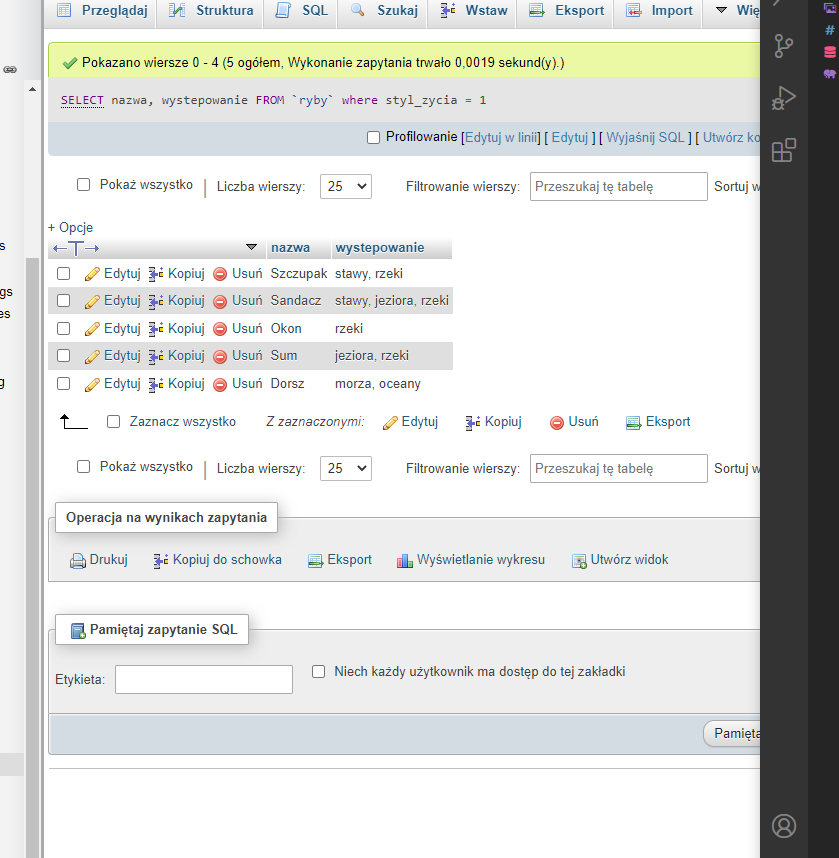 Przeglądaj Struktura SQL Szukaj Wstaw Eksport Import Wię
Pokazano wiersze 0 - 4 (5 ogółem, Wykonanie zapytania trwało 0,0019 sekund(y).)
SELECT nazwa, wystepowanie FROM `ryby` where styl_zycia = 1
Profilowanie [Edytuj w linii] [ Edytuj ] [ Wyjaśnij SQL ] [ Utwórz ko
Pokaż wszystko | Liczba wierszy: 25 Filtrowanie wierszy: Przeszukaj tę tabelę Sortuj w
+ Opcje
←T→ nazwa wystepowanie
s
Edytuj Kopiuj Usuń Szczupak stawy, rzeki
gs
Edytuj Kopiuj Usuń Sandacz stawy, jeziora, rzeki
es
Edytuj Kopiuj Usuń Okon rzeki
Edytuj Kopiuj Usuń Sum jeziora, rzeki
g
Edytuj Kopiuj Usuń Dorsz morza, oceany
Zaznacz wszystko Z zaznaczonymi: Edytuj Kopiuj Usuń Eksport
Pokaż wszystko | Liczba wierszy: 25 Filtrowanie wierszy: Przeszukaj tę tabelę Sortuj w
Operacja na wynikach zapytania
Drukuj Kopiuj do schowka Eksport Wyświetlanie wykresu Utwórz widok
Pamiętaj zapytanie SQL
Etykieta: Niech każdy użytkownik ma dostęp do tej zakładki
Pamięta